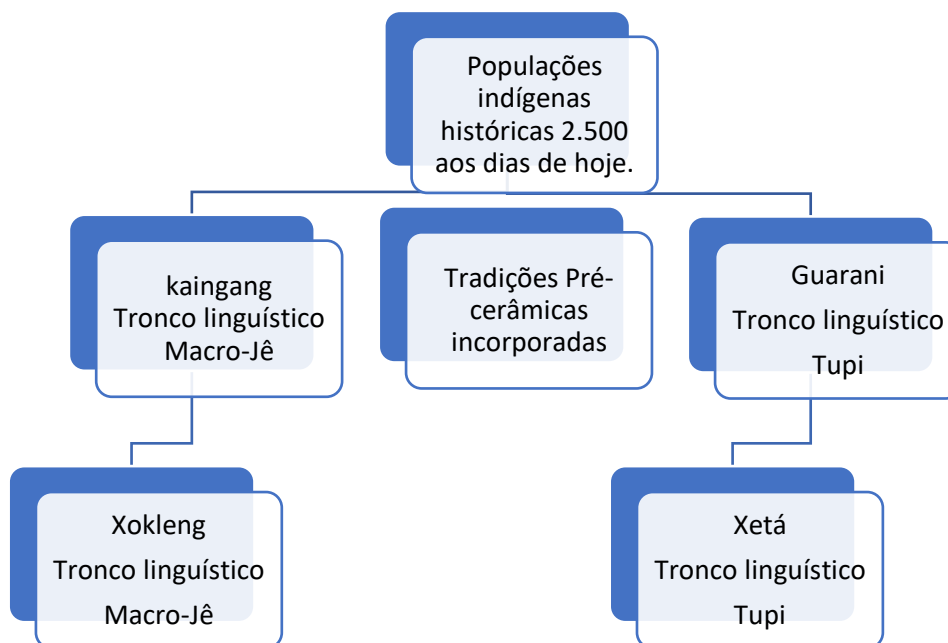 Populações
indígenas
históricas 2.500
aos dias de hoje.
kaingang
Tronco linguístico
Macro-Jê
Tradições Pré-
cerâmicas
incorporadas
Guarani
Tronco linguístico
Tupi
Xokleng
Tronco linguístico
Macro-Jê
Xetá
Tronco linguístico
Tupi